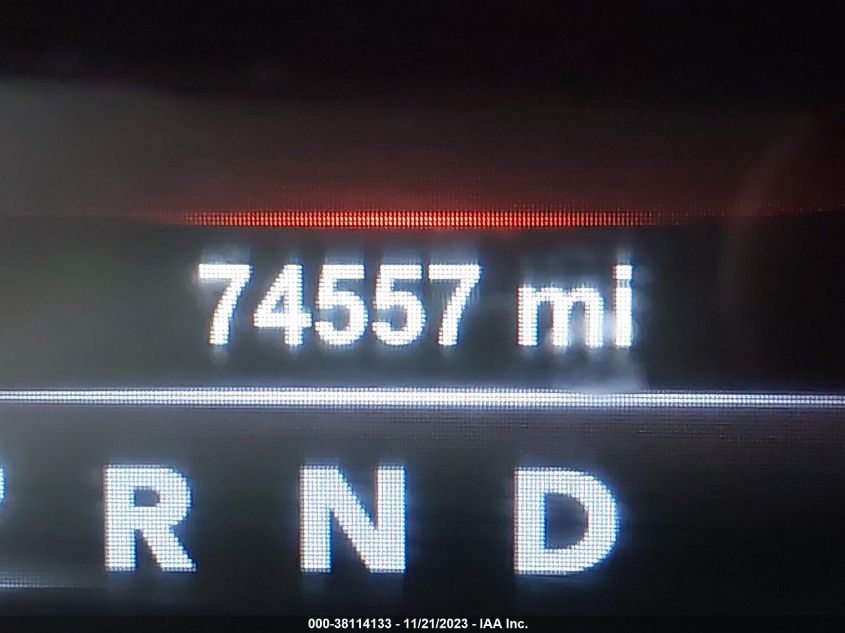 74557 mi
R N D
000-38114133 - 11/21/2023 - IAA Inc.